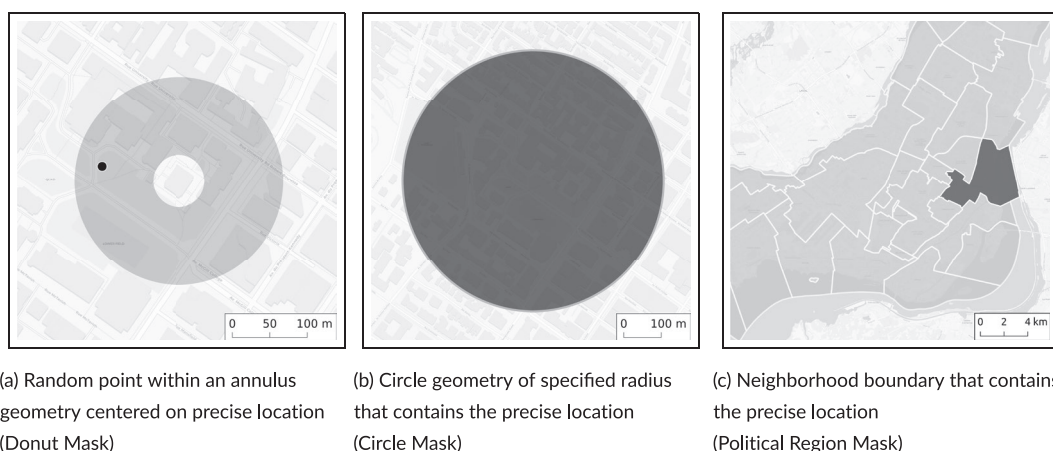 0 50 100 m
0 100 m
0 2 4 km
(a) Random point within an annulus
geometry centered on precise location
(Donut Mask)
(b) Circle geometry of specified radius
that contains the precise location
(Circle Mask)
(c) Neighborhood boundary that contains
the precise location
(Political Region Mask)